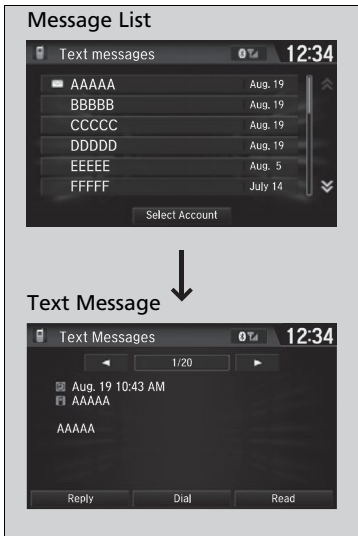 Message List
Text messages 12:34
AAAAA Aug. 19
BBBBB Aug. 19
CCCCC Aug. 19
DDDDD Aug. 19
EEEEE Aug. 5
FFFFF July 14
Select Account
Text Message
Text Messages 12:34
1/20
Aug. 19 10:43 AM
AAAAA
AAAAA
Reply Dial Read